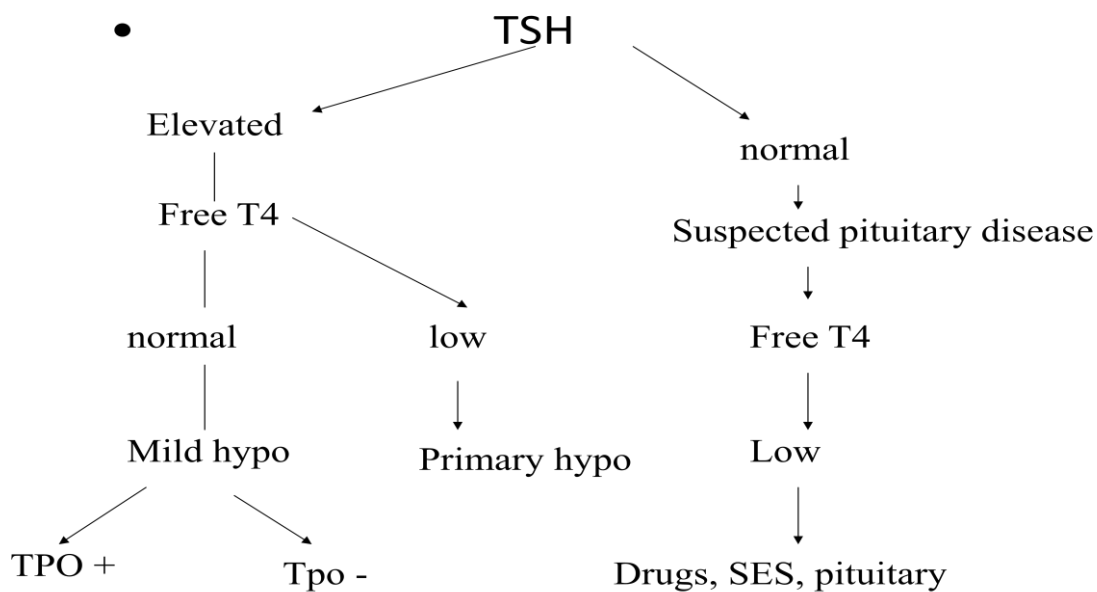 • TSH
Elevated
normal
Free T4
Suspected pituitary disease
normal
low
Free T4
Mild hypo
Primary hypo
Low
TPO +
Tpo -
Drugs, SES, pituitary